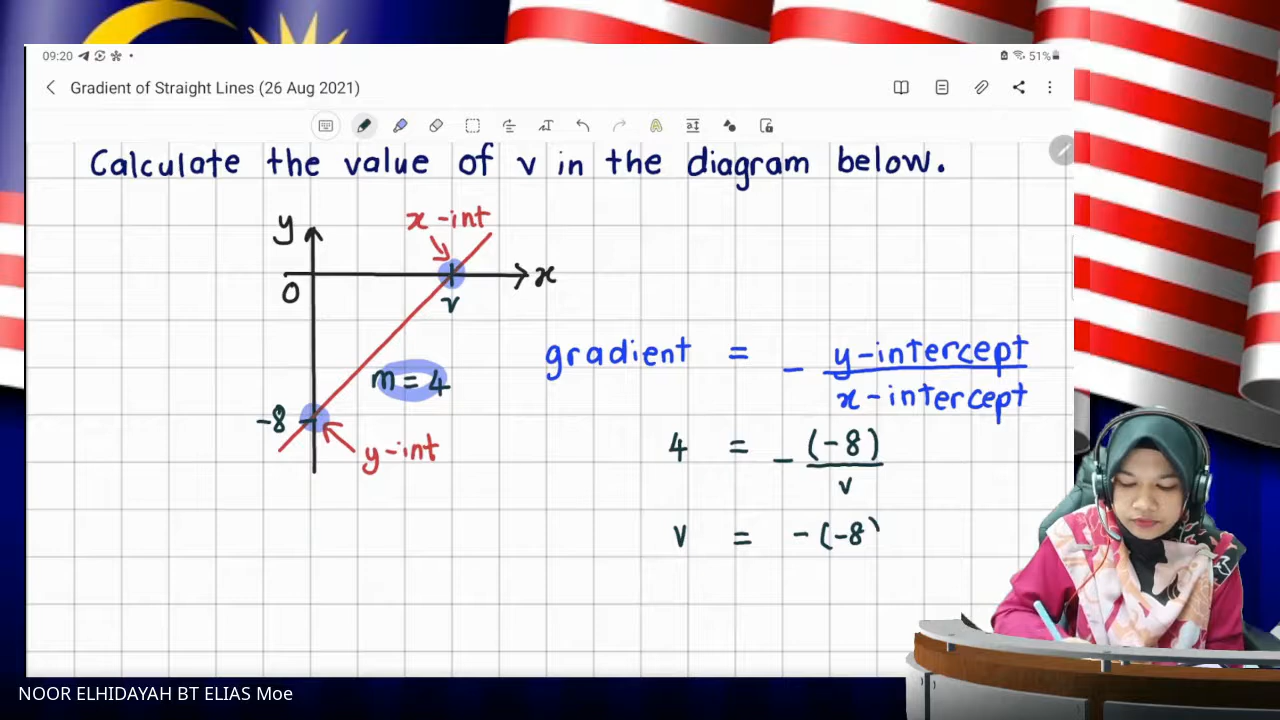 09:20
51%
Gradient of Straight Lines (26 Aug 2021)
Calculate the value of v in the diagram below.
y
x-int
x
0
v
m = 4
-8
y-int
gradient = - y-intercept
x-intercept
4 = - (-8)
v
v = -(-8)
NOOR ELHIDAYAH BT ELIAS Moe